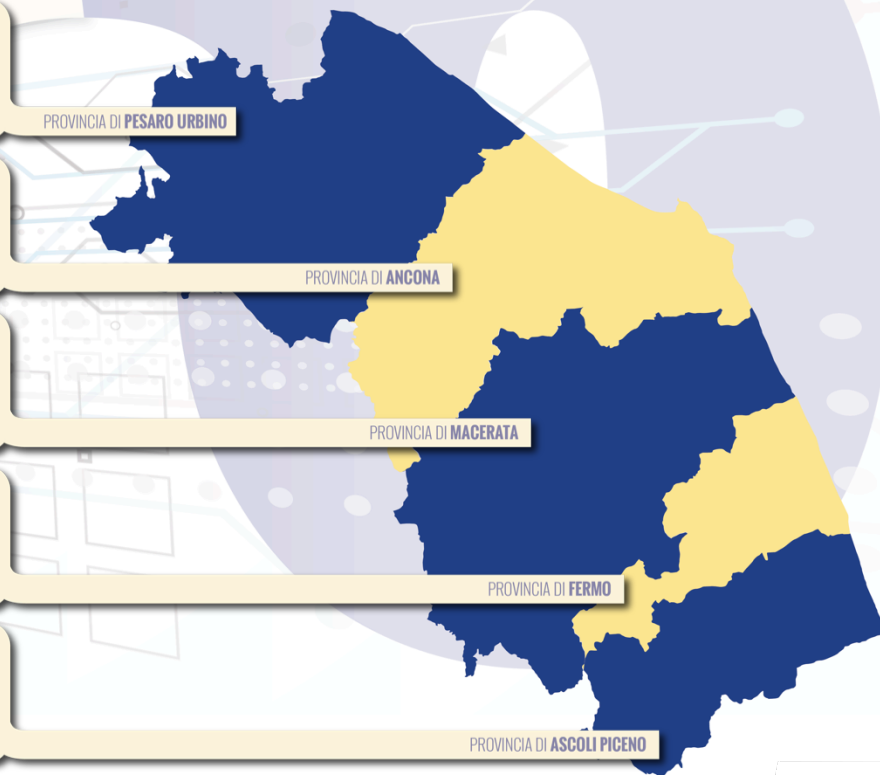 PROVINCIA DI PESARO URBINO
PROVINCIA DI ANCONA
PROVINCIA DI MACERATA
PROVINCIA DI FERMO
PROVINCIA DI ASCOLI PICENO